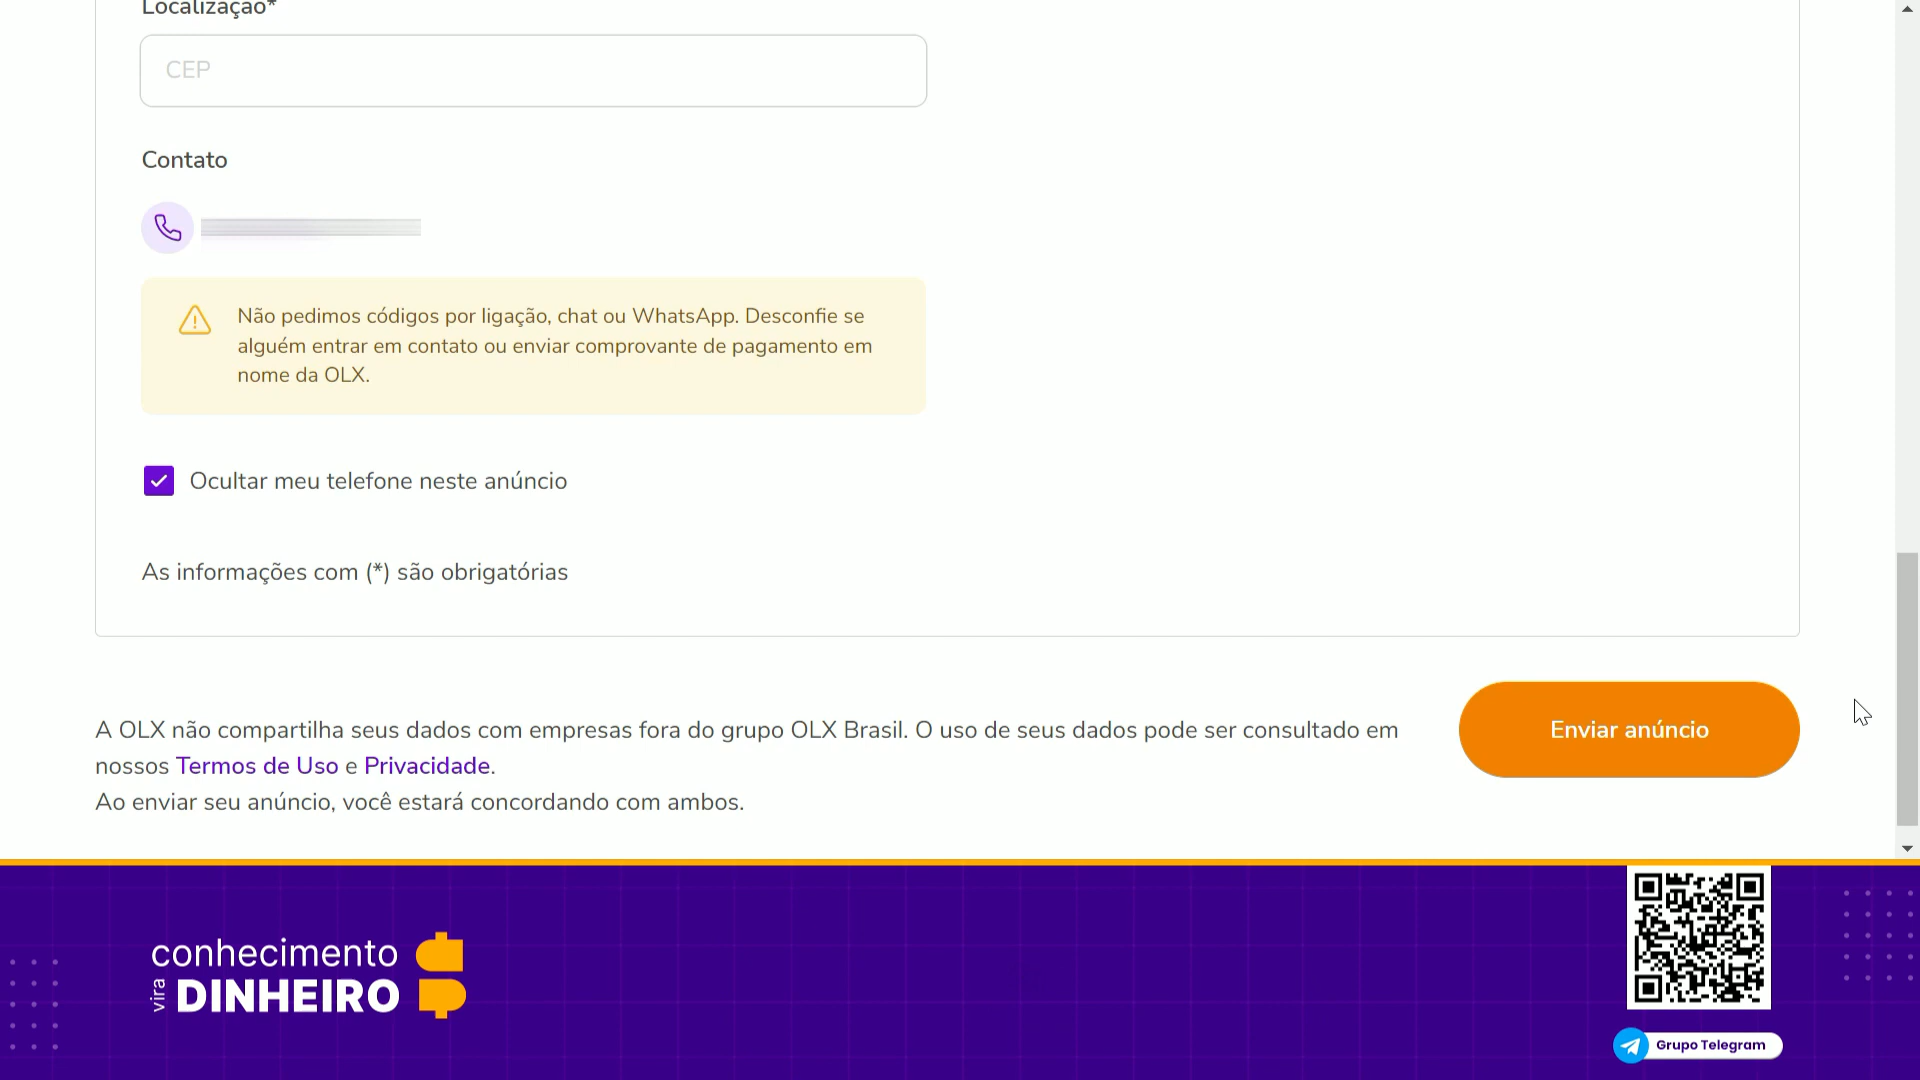 Localização*
CEP
Contato
Não pedimos códigos por ligação, chat ou WhatsApp. Desconfie se
alguém entrar em contato ou enviar comprovante de pagamento em
nome da OLX.
Ocultar meu telefone neste anúncio
As informações com (*) são obrigatórias
A OLX não compartilha seus dados com empresas fora do grupo OLX Brasil. O uso de seus dados pode ser consultado em
nossos Termos de Uso e Privacidade.
Ao enviar seu anúncio, você estará concordando com ambos.
Enviar anúncio
conhecimento
vira DINHEIRO
Grupo Telegram